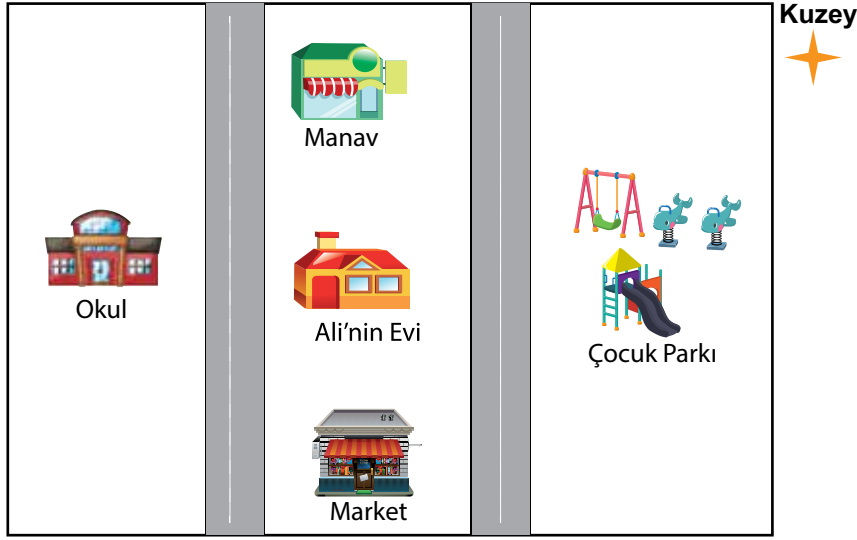 Kuzey
Manav
Okul
Ali'nin Evi
Çocuk Parkı
Market